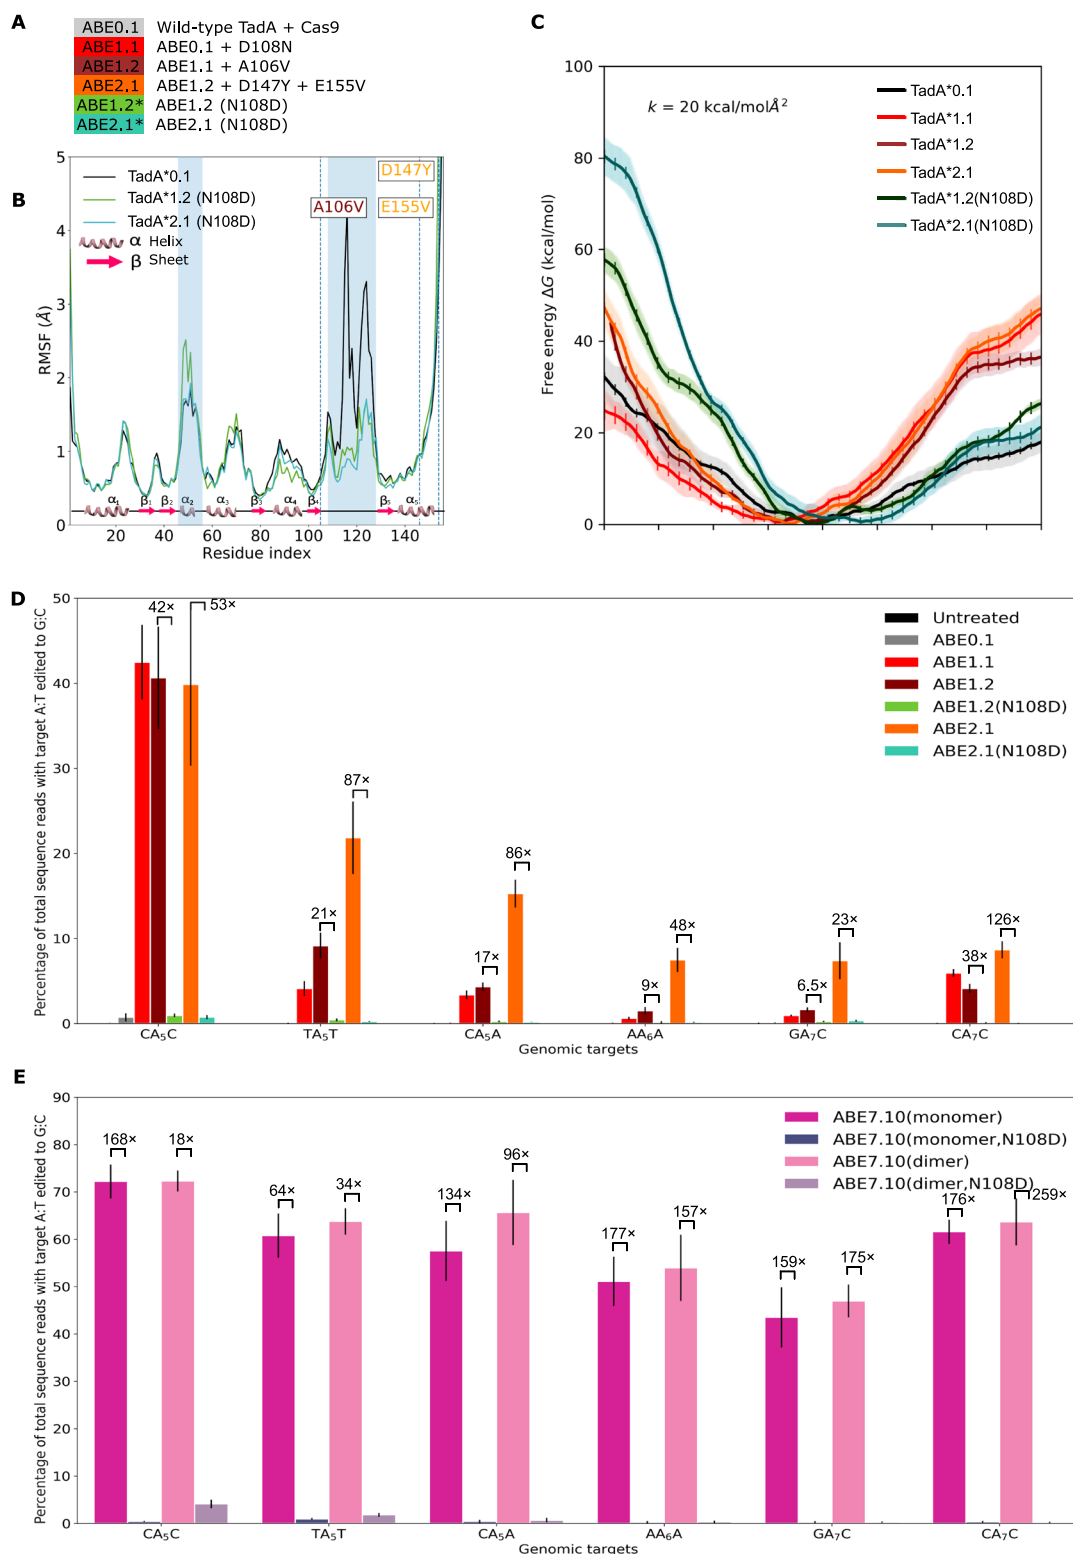 A
ABE0.1 Wild-type TadA + Cas9
ABE1.1 ABE0.1 + D108N
ABE1.2 ABE1.1 + A106V
ABE2.1 ABE1.2 + D147Y + E155V
ABE1.2* ABE1.2 (N108D)
ABE2.1* ABE2.1 (N108D)
B
TadA*0.1
TadA*1.2 (N108D)
TadA*2.1 (N108D)
α Helix
β Sheet
A106V
D147Y
E155V
RMSF (Å)
5
4
3
2
1
0
α₁ β₁ β₂ α₂ α₃ β₃ α₄ β₄ β₅ α₅
20 40 60 80 100 120 140
Residue index
C
k = 20 kcal/molÅ²
TadA*0.1
TadA*1.1
TadA*1.2
TadA*2.1
TadA*1.2(N108D)
TadA*2.1(N108D)
Free energy ΔG (kcal/mol)
100
80
60
40
20
0
D
Percentage of total sequence reads with target A:T edited to G:C
50
40
30
20
10
0
42× 53×
21× 87×
17× 86×
9× 48×
6.5× 23×
38× 126×
Untreated
ABE0.1
ABE1.1
ABE1.2
ABE1.2(N108D)
ABE2.1
ABE2.1(N108D)
CA₅C TA₅T CA₅A AA₆A GA₇C CA₇C
Genomic targets
E
Percentage of total sequence reads with target A:T edited to G:C
90
80
70
60
50
40
30
20
10
0
168× 18×
64× 34×
134× 96×
177× 157×
159× 175×
176× 259×
ABE7.10(monomer)
ABE7.10(monomer,N108D)
ABE7.10(dimer)
ABE7.10(dimer,N108D)
CA₅C TA₅T CA₅A AA₆A GA₇C CA₇C
Genomic targets